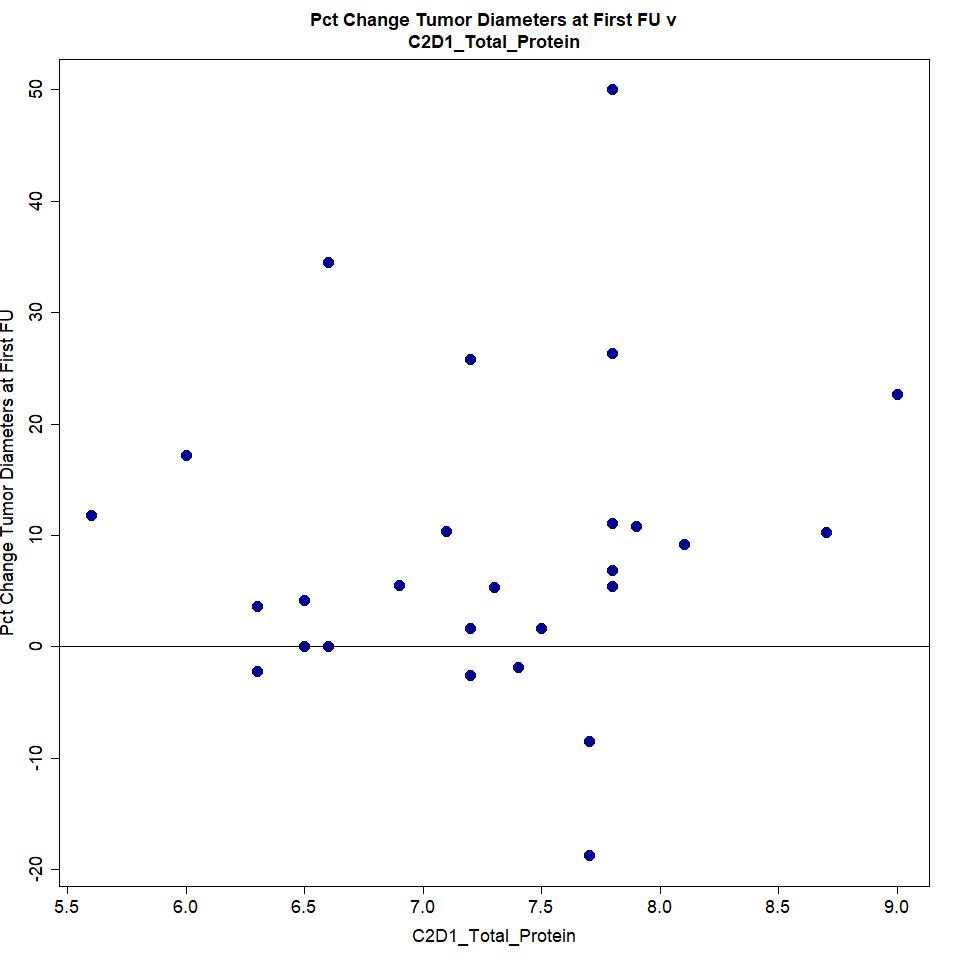 Pct Change Tumor Diameters at First FU v
C2D1_Total_Protein
50
40
30
20
10
0
-10
-20
Pct Change Tumor Diameters at First FU
5.5 6.0 6.5 7.0 7.5 8.0 8.5 9.0
C2D1_Total_Protein